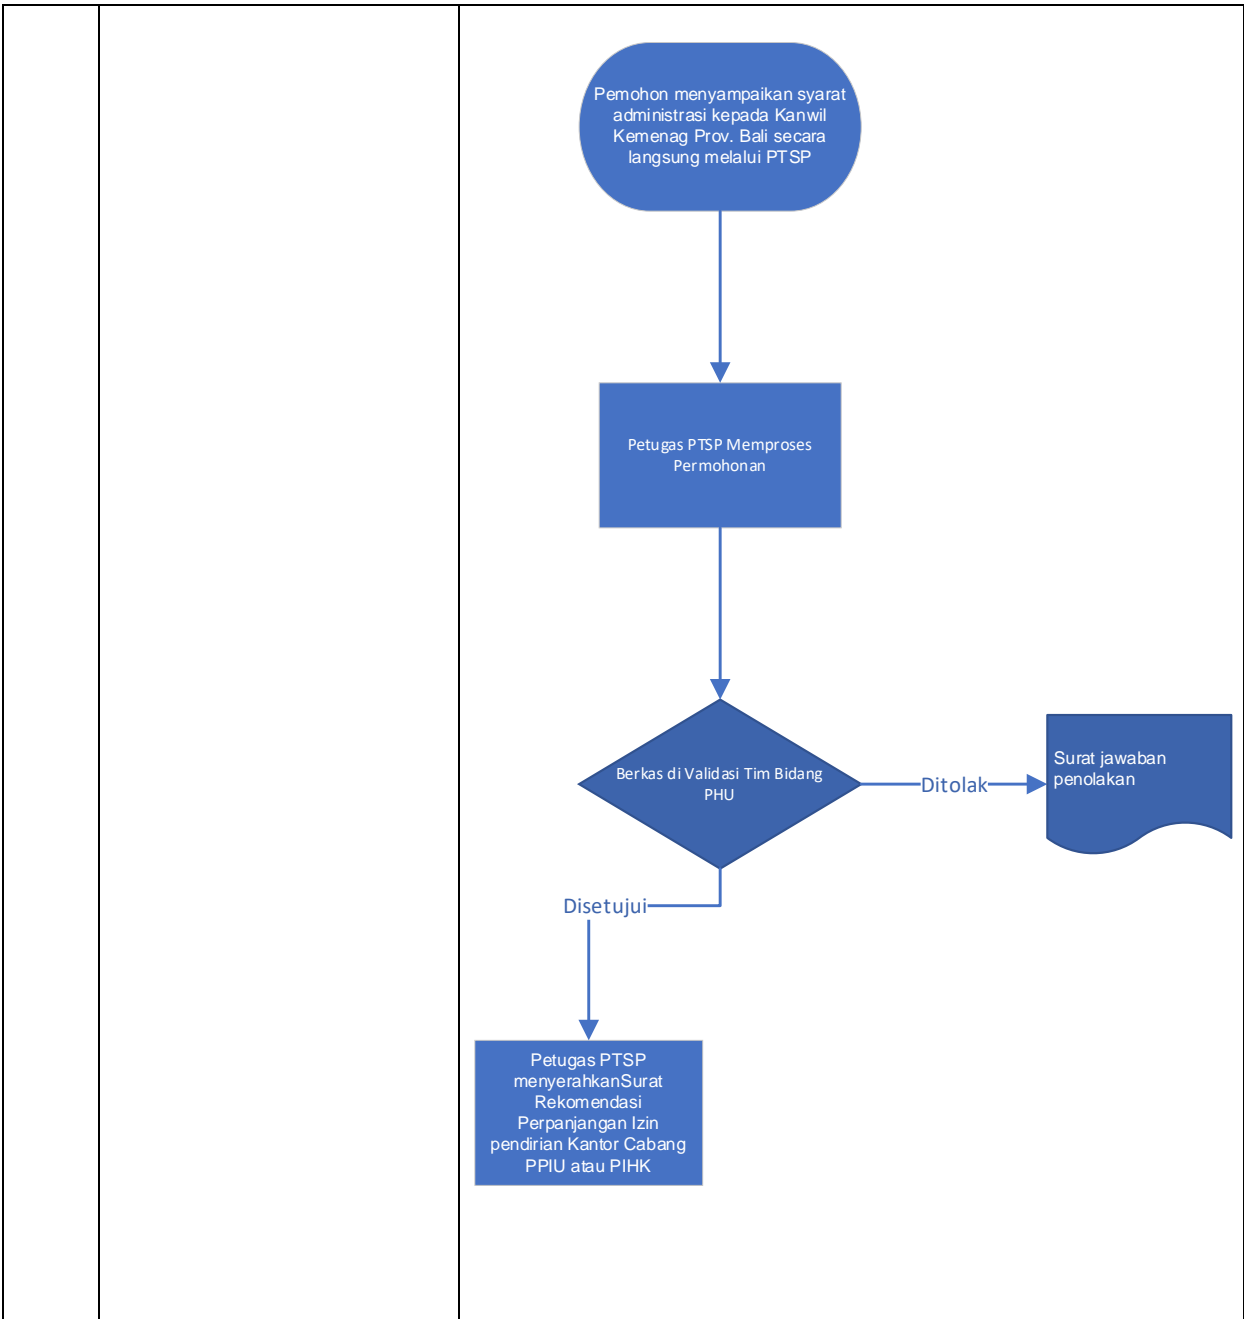 Pemohon menyampaikan syarat
administrasi kepada Kanwil
Kemenag Prov. Bali secara
langsung melalui PTSP
Petugas PTSP Memproses
Permohonan
Berkas di Validasi Tim Bidang
PHU
Ditolak
Surat jawaban
penolakan
Disetujui
Petugas PTSP
menyerahkanSurat
Rekomendasi
Perpanjangan Izin
pendirian Kantor Cabang
PPIU atau PIHK